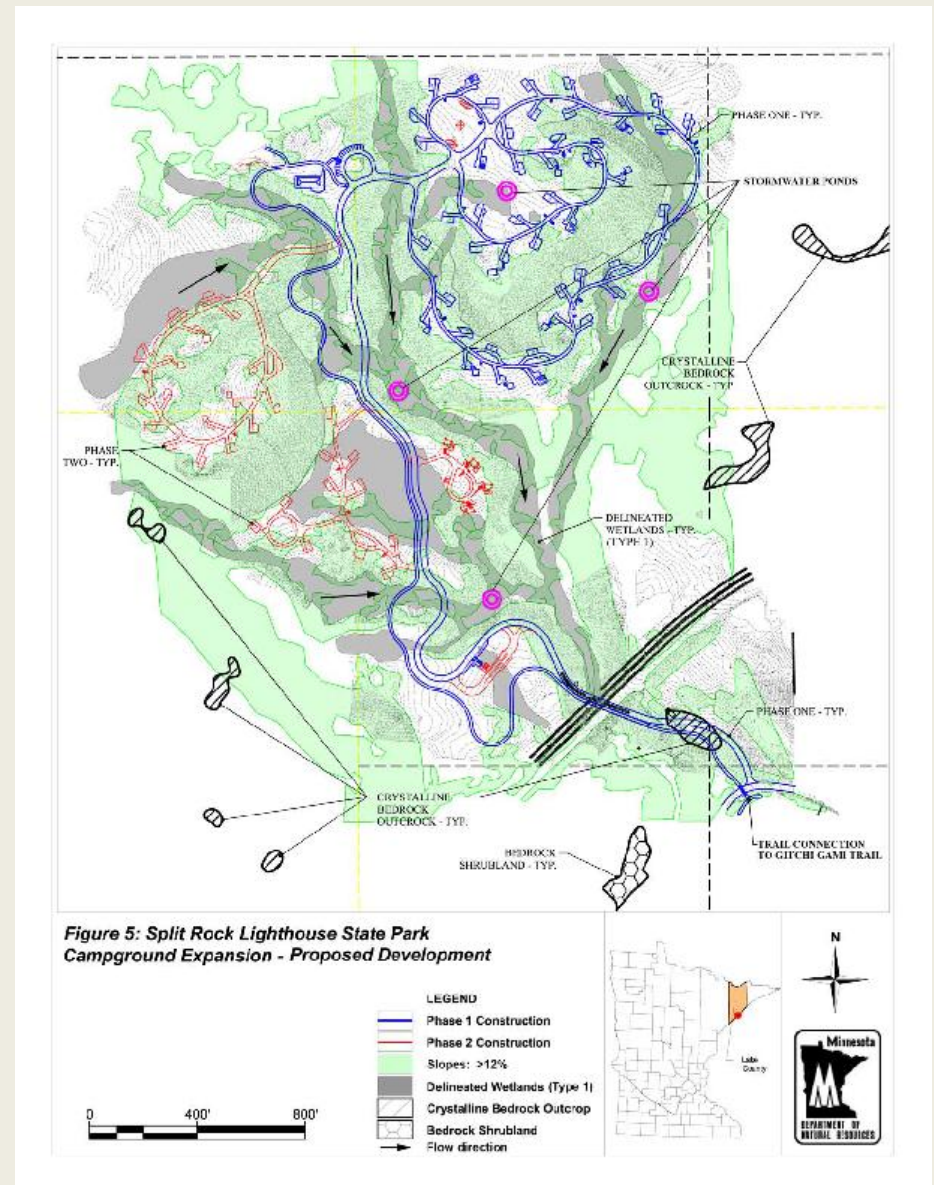 PHASE ONE - TYP.
STORMWATER PONDS
CRYSTALLINE
BEDROCK
OUTCROCK - TYP
PHASE
TWO - TYP.
DELINEATED
WETLANDS - TYP.
(TYPE 1)
PHASE ONE - TYP.
CRYSTALLINE
BEDROCK
OUTCROCK - TYP.
BEDROCK
SHRUBLAND - TYP.
TRAIL CONNECTION
TO GITCHI GAMI TRAIL
Figure 5: Split Rock Lighthouse State Park
Campground Expansion - Proposed Development
LEGEND
Phase 1 Construction
Phase 2 Construction
Slopes: >12%
Delineated Wetlands (Type 1)
Crystalline Bedrock Outcrop
Bedrock Shrubland
Flow direction
0 400' 800'
Lake
County
N
Minnesota
DEPARTMENT OF
NATURAL RESOURCES